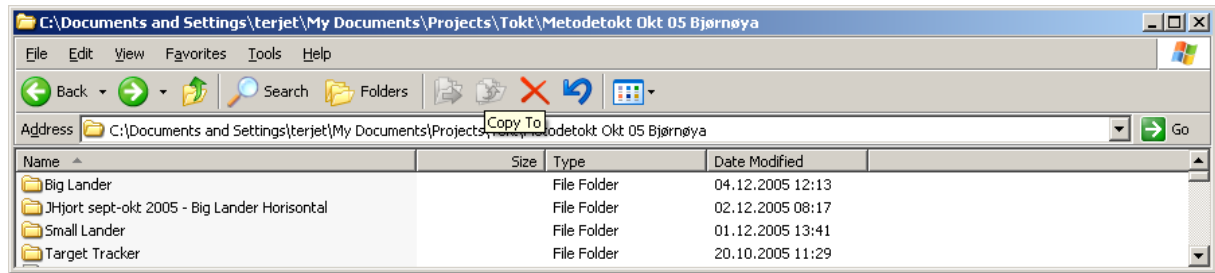 C:\Documents and Settings\terjet\My Documents\Projects\Tokt\Metodetokt Okt 05 Bjørnøya
File Edit View Favorites Tools Help
Back Search Folders
Copy To
Address C:\Documents and Settings\terjet\My Documents\Projects\Tokt\Metodetokt Okt 05 Bjørnøya Go
Name Size Type Date Modified
Big Lander File Folder 04.12.2005 12:13
JHjort sept-okt 2005 - Big Lander Horisontal File Folder 02.12.2005 08:17
Small Lander File Folder 01.12.2005 13:41
Target Tracker File Folder 20.10.2005 11:29